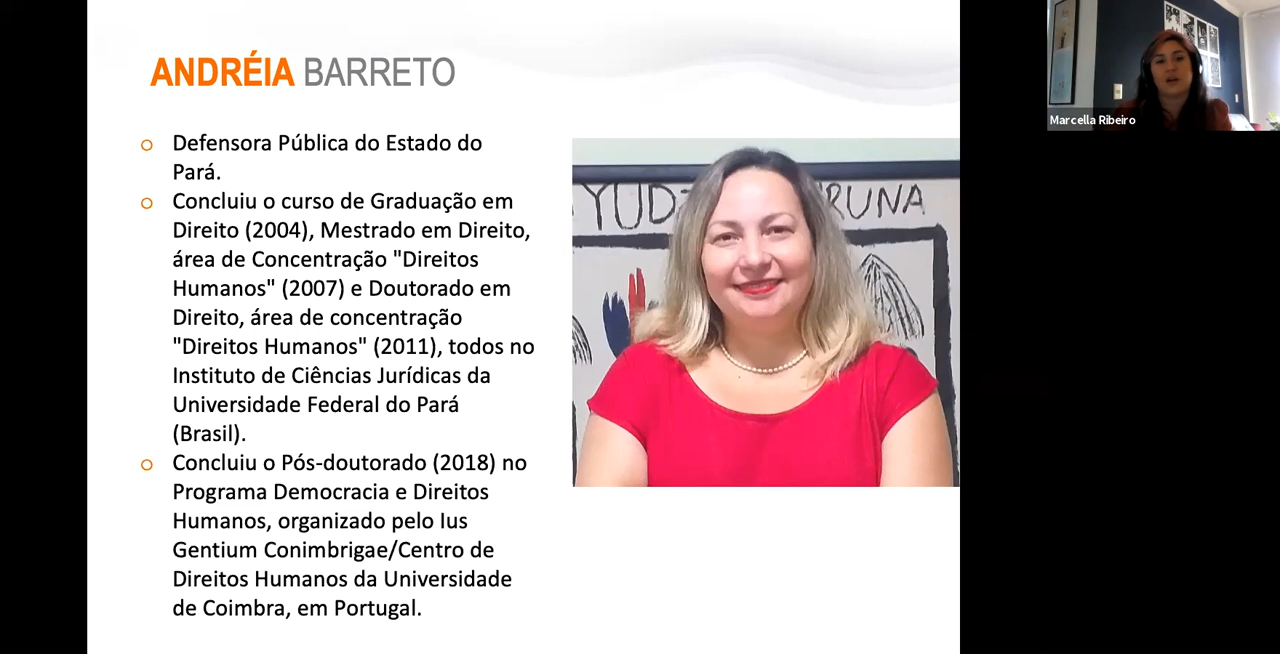 ANDRÉIA BARRETO
Defensora Pública do Estado do
Pará.
Concluiu o curso de Graduação em
Direito (2004), Mestrado em Direito,
área de Concentração "Direitos
Humanos" (2007) e Doutorado em
Direito, área de concentração
"Direitos Humanos" (2011), todos no
Instituto de Ciências Jurídicas da
Universidade Federal do Pará
(Brasil).
Concluiu o Pós-doutorado (2018) no
Programa Democracia e Direitos
Humanos, organizado pelo Ius
Gentium Conimbrigae/Centro de
Direitos Humanos da Universidade
de Coimbra, em Portugal.
YUD RUNA
Marcella Ribeiro